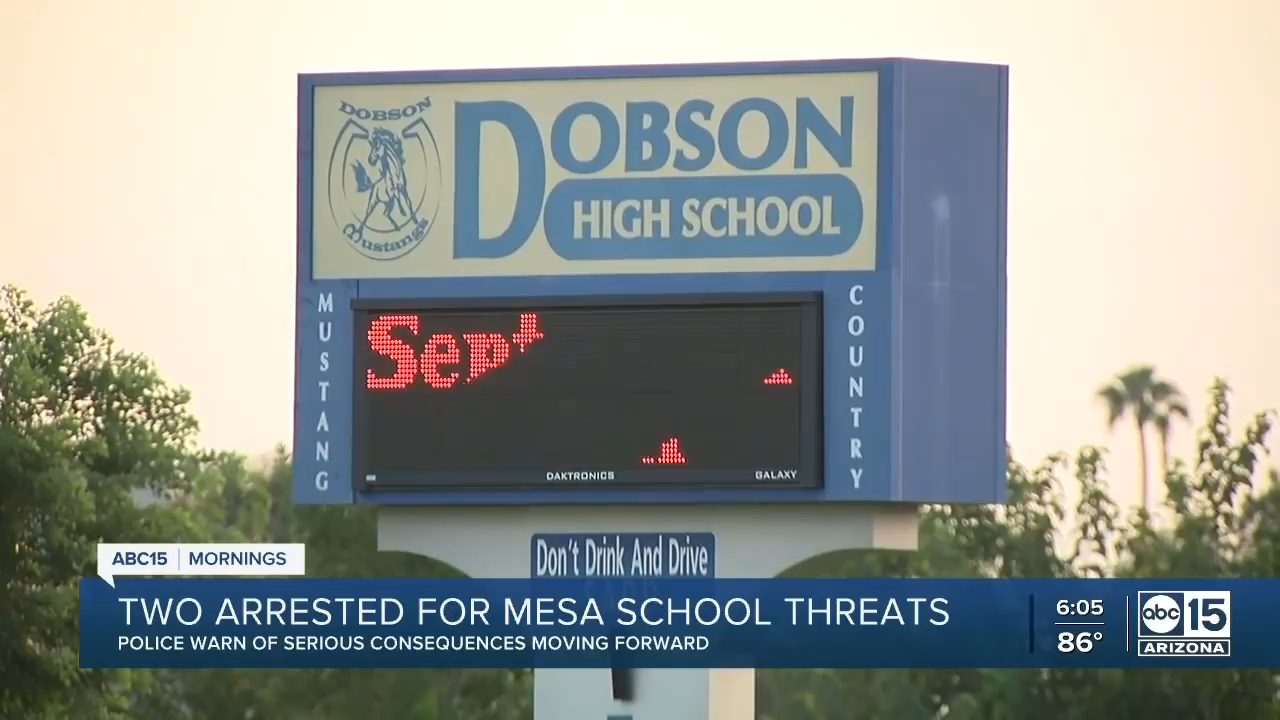 DOBSON
Mustangs
DOBSON
HIGH SCHOOL
MUSTANG
COUNTRY
Sept
DAKTRONICS
GALAXY
Don't Drink And Drive
ABC15 | MORNINGS
TWO ARRESTED FOR MESA SCHOOL THREATS
POLICE WARN OF SERIOUS CONSEQUENCES MOVING FORWARD
6:05
86°
abc 15
ARIZONA